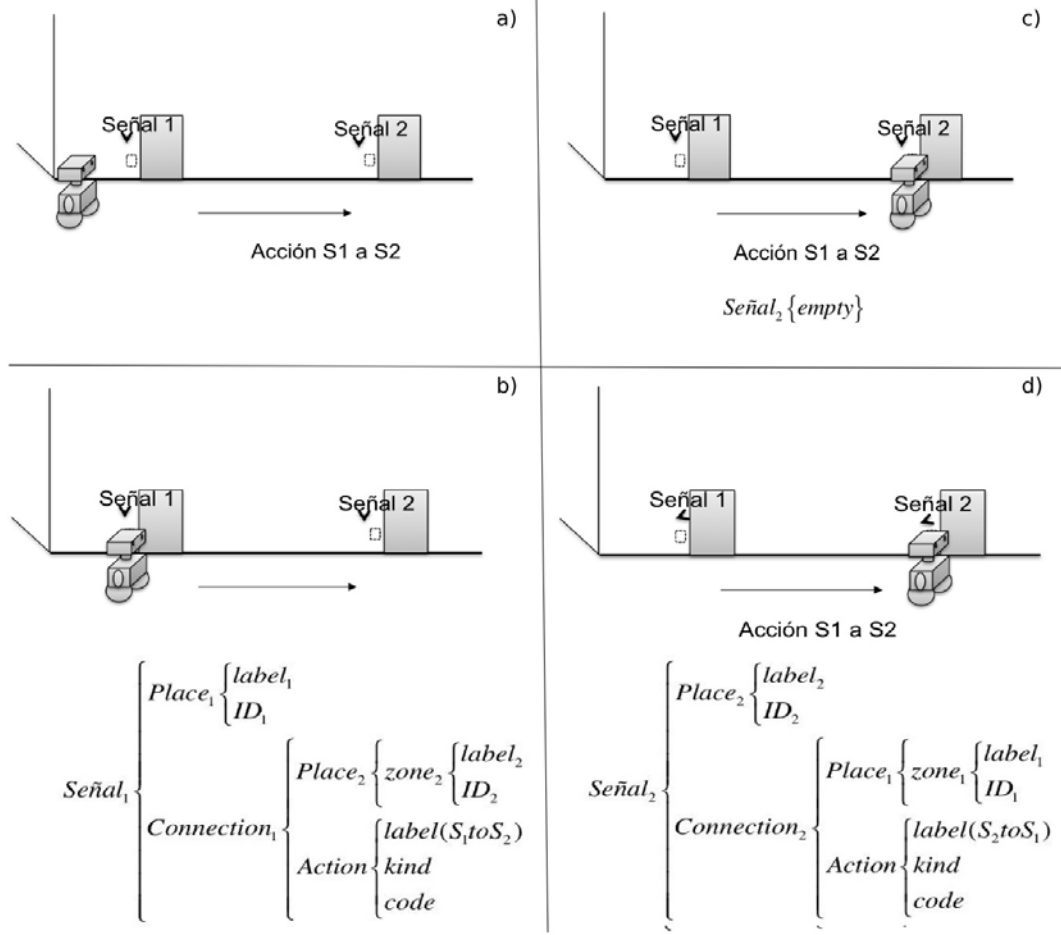 a)
Señal 1
Señal 2
Acción S1 a S2
c)
Señal 1
Señal 2
Acción S1 a S2
Señal₂ {empty}
b)
Señal 1
Señal 2
Señal₁ { Place₁ { label₁
ID₁
Connection₁ { Place₂ { zone₂ { label₂
ID₂
Action { label(S₁toS₂)
kind
code
d)
Señal 1
Señal 2
Acción S1 a S2
Señal₂ { Place₂ { label₂
ID₂
Connection₂ { Place₁ { zone₁ { label₁
ID₁
Action { label(S₂toS₁)
kind
code